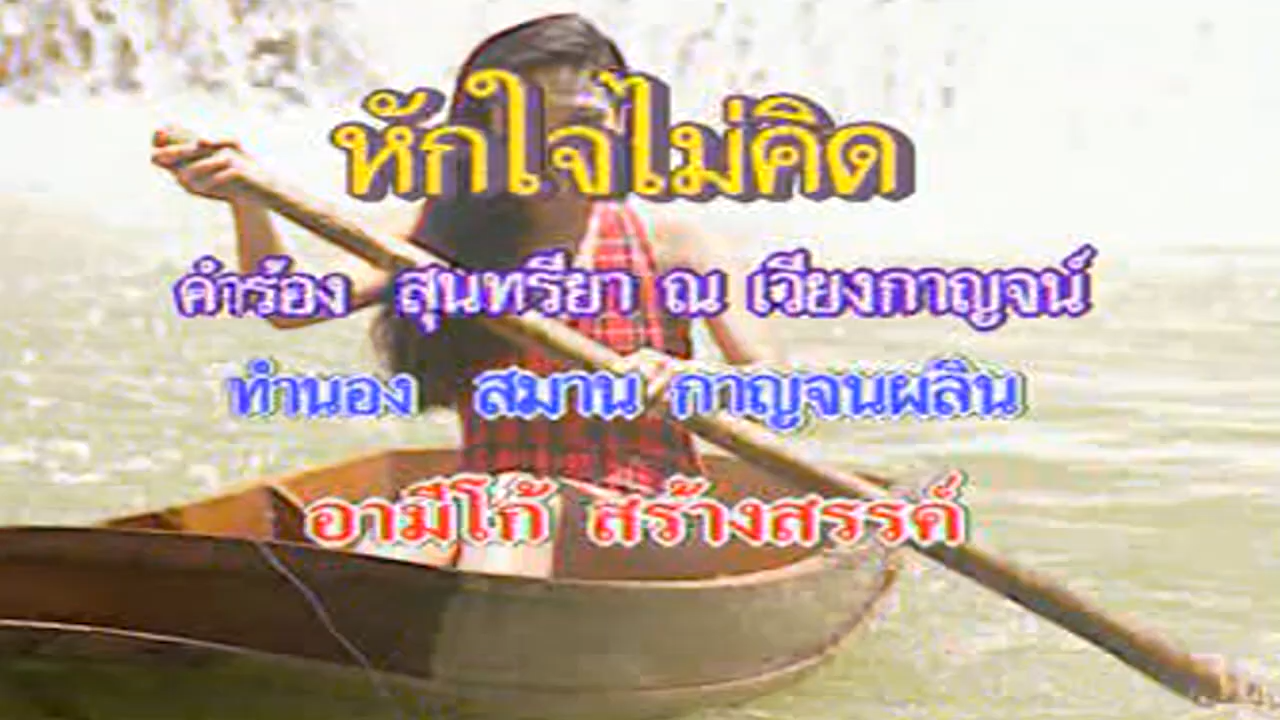 หักใจไม่คิด
คำร้อง สุนทรียา ณ เวียงกาญจน์
ทำนอง สมาน กาญจนผลิน
อามีโก้ สร้างสรรค์